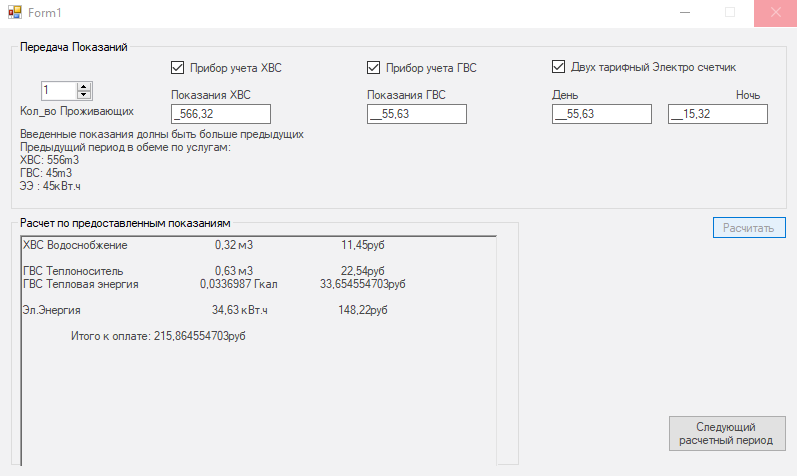 Form1
Передача Показаний
Прибор учета ХВС
Прибор учета ГВС
Двух тарифный Электро счетчик
1
Показания ХВС
Показания ГВС
День
Ночь
Кол_во Проживающих
_566,32
__55,63
__55,63
__15,32
Введенные показания долны быть больше предыдущих
Предыдущий период в обеме по услугам:
ХВС: 556m3
ГВС: 45m3
ЭЭ : 45кВт.ч
Расчет по предоставленным показаниям
Расчитать
ХВС Водоснобжение 0,32 м3 11,45руб
ГВС Теплоноситель 0,63 м3 22,54руб
ГВС Тепловая энергия 0,0336987 Гкал 33,654554703руб
Эл.Энергия 34,63 кВт.ч 148,22руб
Итого к оплате: 215,864554703руб
Следующий
расчетный период